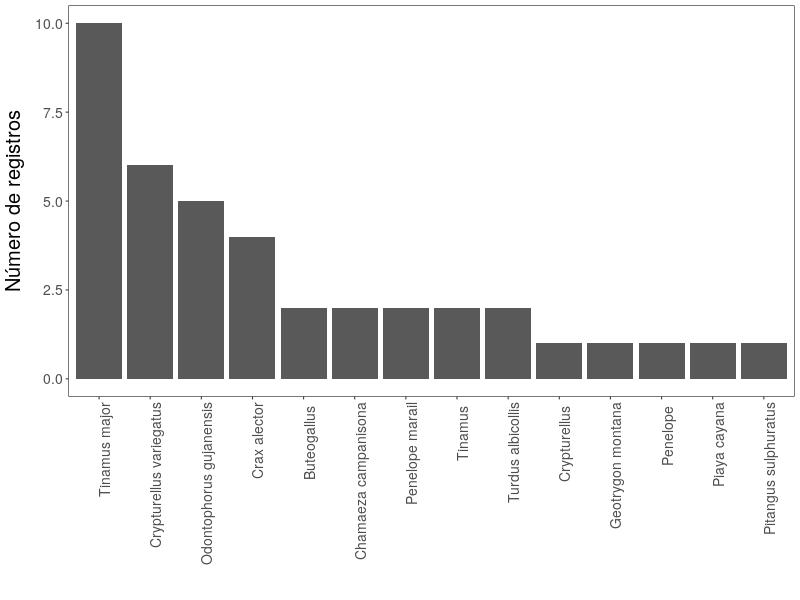 Número de registros
10.0
7.5
5.0
2.5
0.0
Tinamus major
Crypturellus variegatus
Odontophorus gujanensis
Crax alector
Buteogallus
Chamaeza campanisona
Penelope marail
Tinamus
Turdus albicollis
Crypturellus
Geotrygon montana
Penelope
Piaya cayana
Pitangus sulphuratus